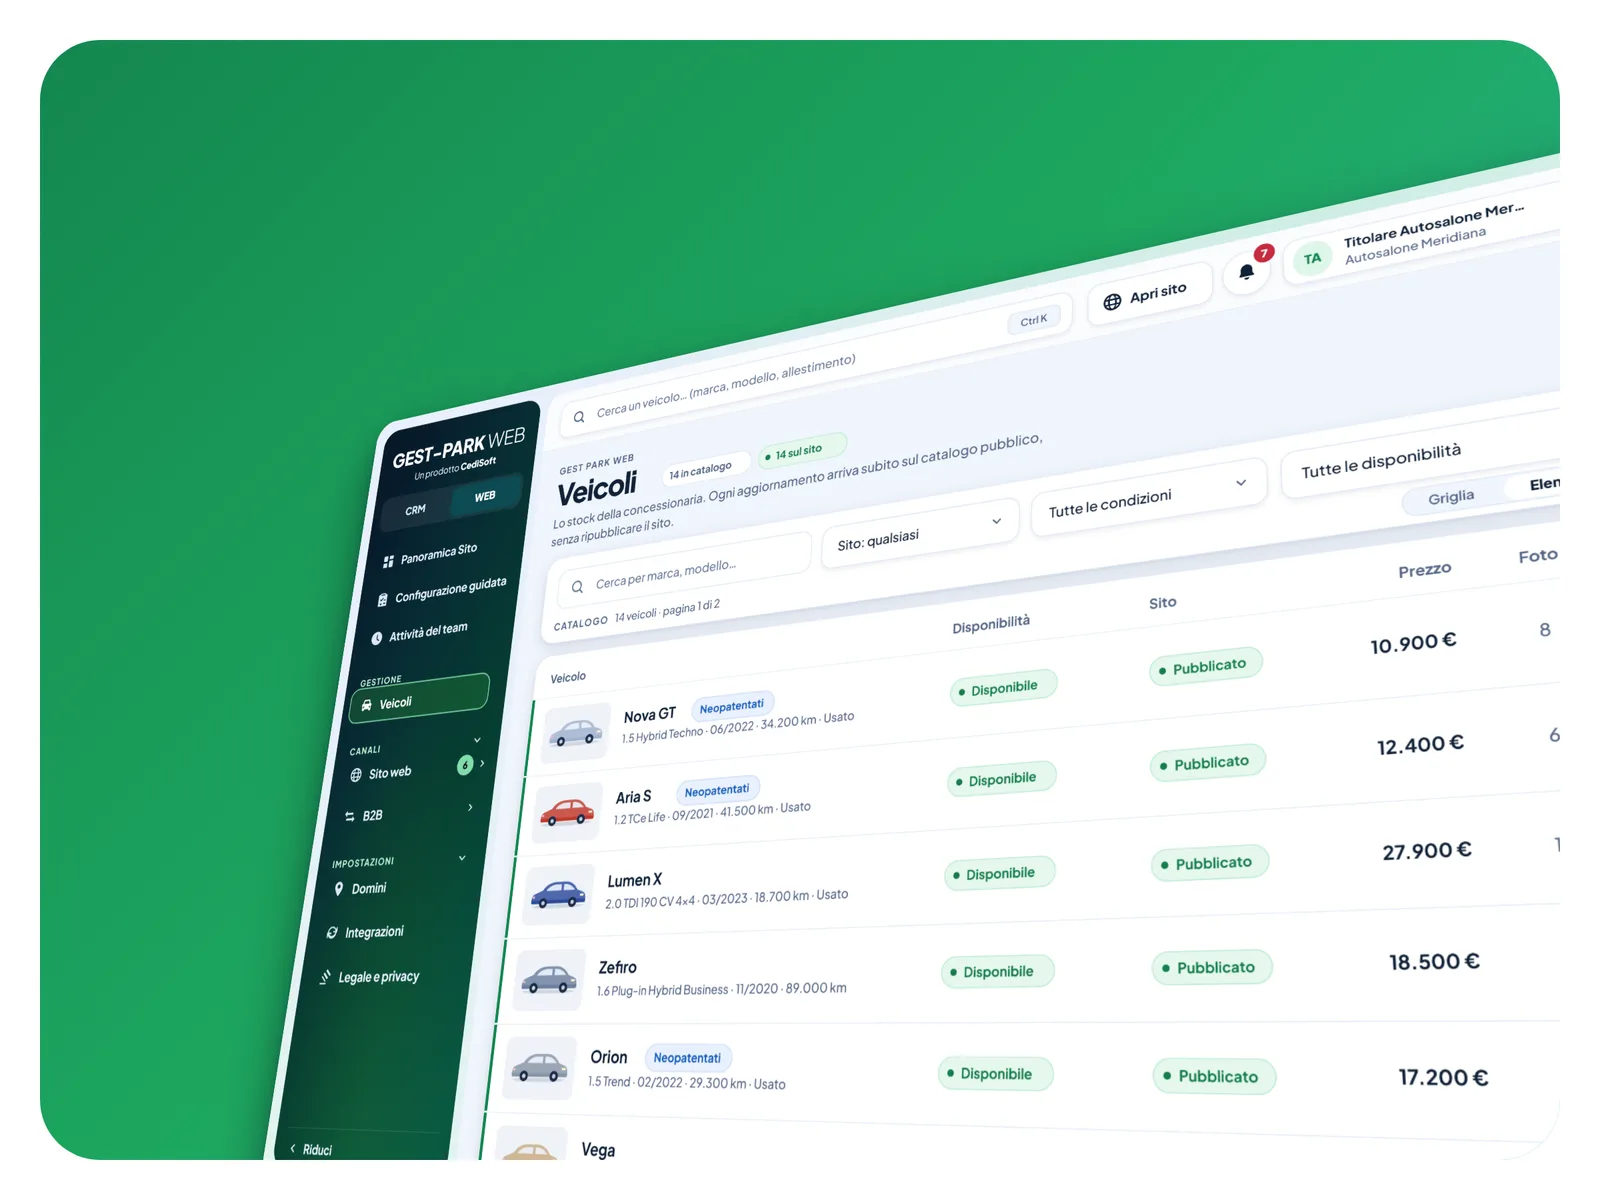 GEST-PARK WEB
Un prodotto CediSoft
CRM
WEB
Panoramica Sito
Configurazione guidata
Attività del team
GESTIONE
Veicoli
CANALI
Sito web
6
B2B
IMPOSTAZIONI
Domini
Integrazioni
Legale e privacy
Riduci
Cerca un veicolo... (marca, modello, allestimento)
Ctrl K
Apri sito
7
TA
Titolare Autosalone Mer...
Autosalone Meridiana
GEST PARK WEB
Veicoli
14 in catalogo
14 sul sito
Lo stock della concessionaria. Ogni aggiornamento arriva subito sul catalogo pubblico,
senza ripubblicare il sito.
Cerca per marca, modello...
Sito: qualsiasi
Tutte le condizioni
Tutte le disponibilità
CATALOGO 14 veicoli · pagina 1 di 2
Griglia
Elen
Veicolo
Disponibilità
Sito
Prezzo
Foto
Nova GT
Neopatentati
1.5 Hybrid Techno · 06/2022 · 34.200 km · Usato
Disponibile
Pubblicato
10.900 €
8
Aria S
Neopatentati
1.2 TCe Life · 09/2021 · 41.500 km · Usato
Disponibile
Pubblicato
12.400 €
6
Lumen X
2.0 TDI 190 CV 4x4 · 03/2023 · 18.700 km · Usato
Disponibile
Pubblicato
27.900 €
1
Zefiro
1.6 Plug-in Hybrid Business · 11/2020 · 89.000 km
Disponibile
Pubblicato
18.500 €
Orion
Neopatentati
1.5 Trend · 02/2022 · 29.300 km · Usato
Disponibile
Pubblicato
17.200 €
Vega